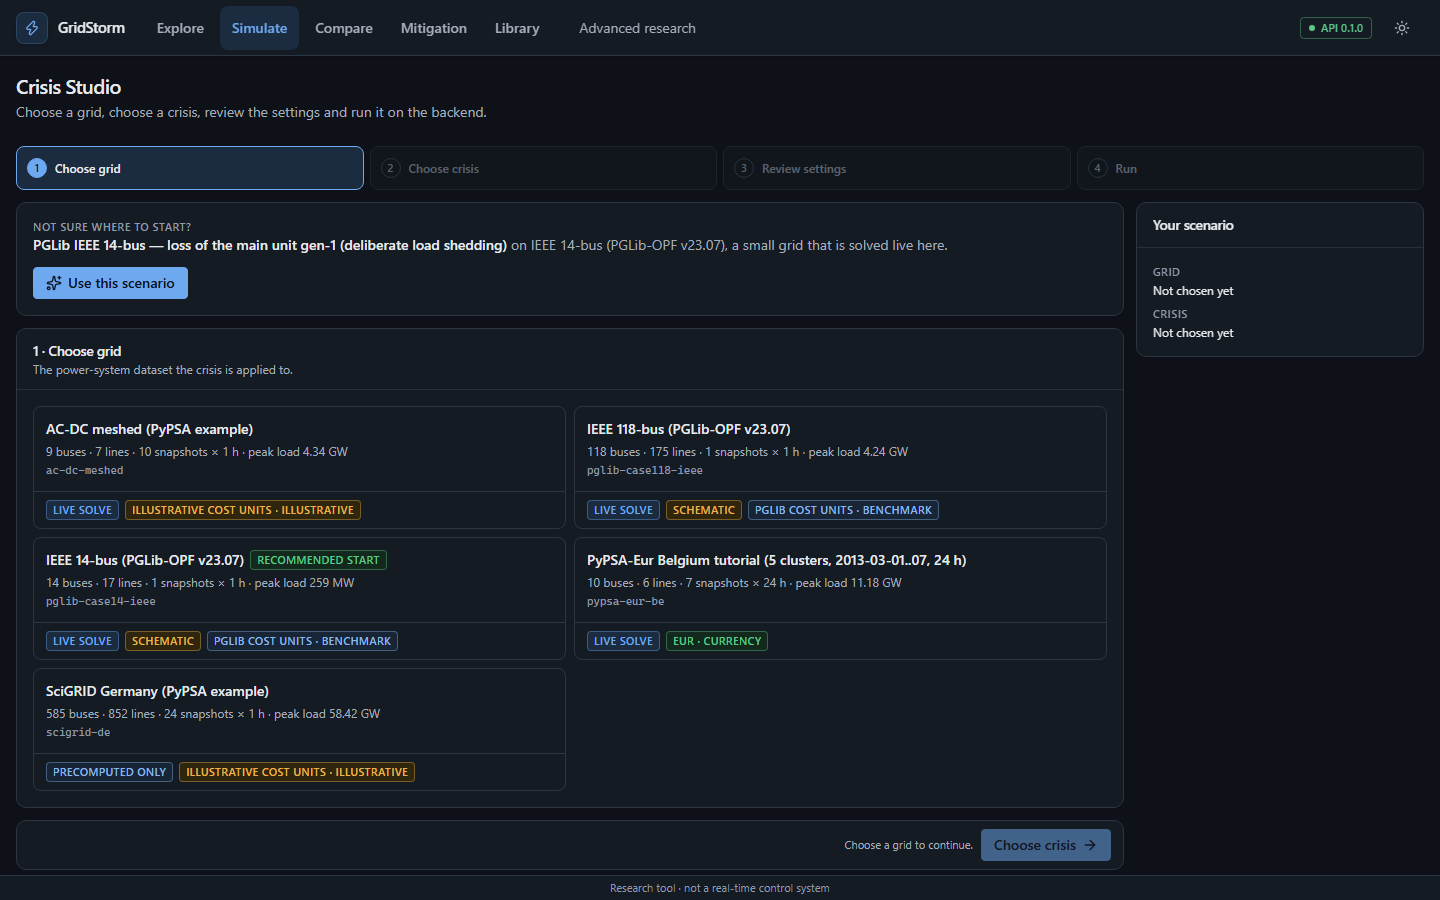 GridStorm
Explore
Simulate
Compare
Mitigation
Library
Advanced research
API 0.1.0
Crisis Studio
Choose a grid, choose a crisis, review the settings and run it on the backend.
1 Choose grid
2 Choose crisis
3 Review settings
4 Run
NOT SURE WHERE TO START?
PGLib IEEE 14-bus — loss of the main unit gen-1 (deliberate load shedding) on IEEE 14-bus (PGLib-OPF v23.07), a small grid that is solved live here.
Use this scenario
Your scenario
GRID
Not chosen yet
CRISIS
Not chosen yet
1 · Choose grid
The power-system dataset the crisis is applied to.
AC-DC meshed (PyPSA example)
9 buses · 7 lines · 10 snapshots × 1 h · peak load 4.34 GW
ac-dc-meshed
LIVE SOLVE
ILLUSTRATIVE COST UNITS · ILLUSTRATIVE
IEEE 118-bus (PGLib-OPF v23.07)
118 buses · 175 lines · 1 snapshots × 1 h · peak load 4.24 GW
pglib-case118-ieee
LIVE SOLVE
SCHEMATIC
PGLIB COST UNITS · BENCHMARK
IEEE 14-bus (PGLib-OPF v23.07)
RECOMMENDED START
14 buses · 17 lines · 1 snapshots × 1 h · peak load 259 MW
pglib-case14-ieee
LIVE SOLVE
SCHEMATIC
PGLIB COST UNITS · BENCHMARK
PyPSA-Eur Belgium tutorial (5 clusters, 2013-03-01..07, 24 h)
10 buses · 6 lines · 7 snapshots × 24 h · peak load 11.18 GW
pypsa-eur-be
LIVE SOLVE
EUR · CURRENCY
SciGRID Germany (PyPSA example)
585 buses · 852 lines · 24 snapshots × 1 h · peak load 58.42 GW
scigrid-de
PRECOMPUTED ONLY
ILLUSTRATIVE COST UNITS · ILLUSTRATIVE
Choose a grid to continue.
Choose crisis
Research tool · not a real-time control system